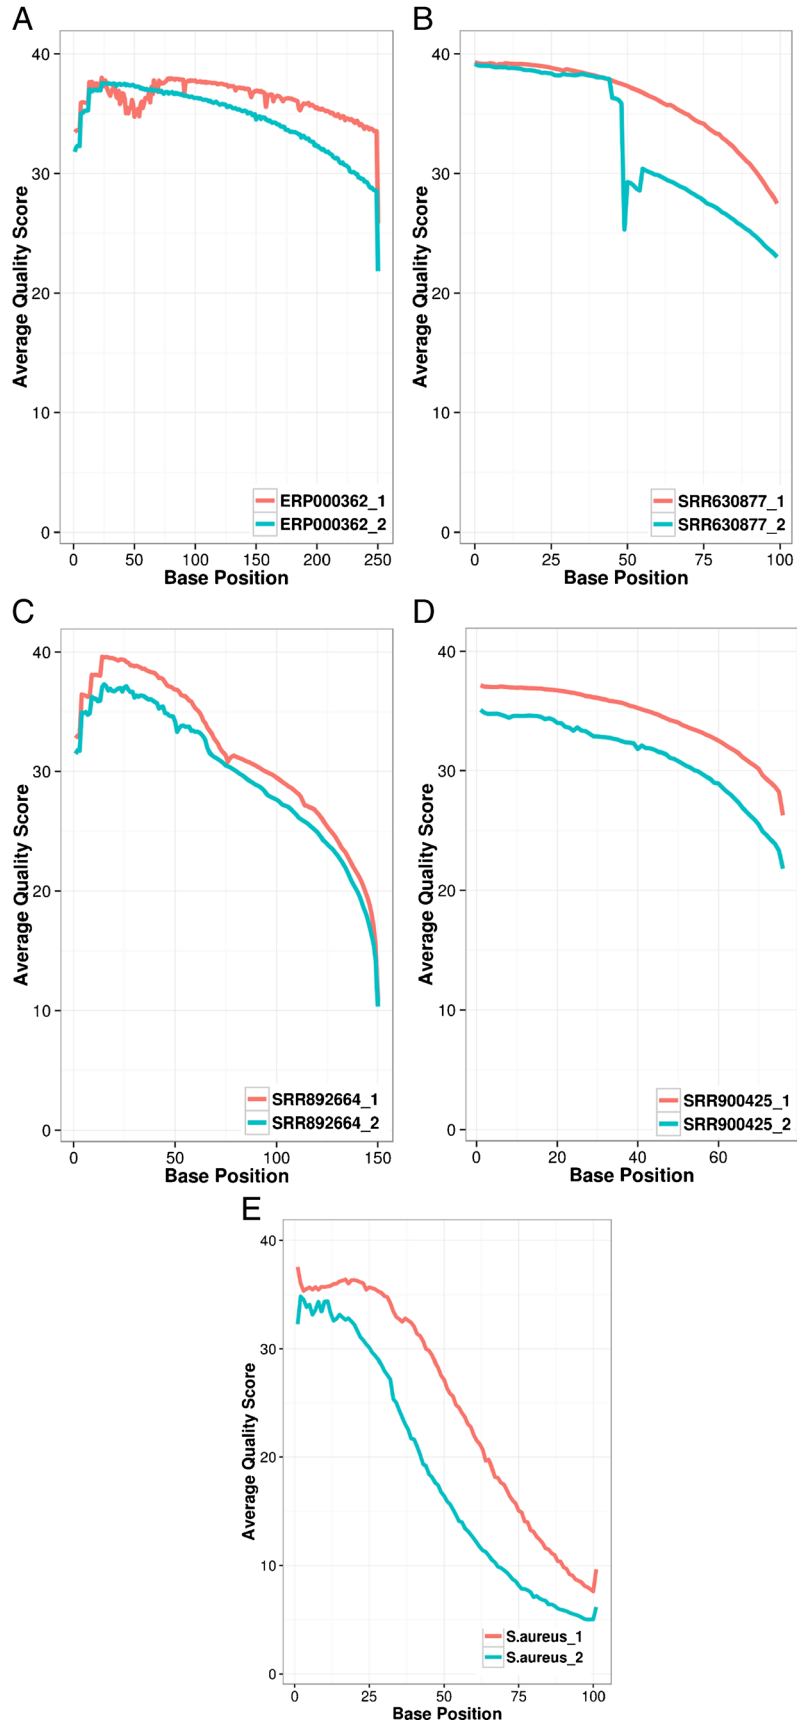 A
Average Quality Score
40
30
20
10
0
ERP000362_1
ERP000362_2
0 50 100 150 200 250
Base Position
B
Average Quality Score
40
30
20
10
0
SRR630877_1
SRR630877_2
0 25 50 75 100
Base Position
C
Average Quality Score
40
30
20
10
0
SRR892664_1
SRR892664_2
0 50 100 150
Base Position
D
Average Quality Score
40
30
20
10
0
SRR900425_1
SRR900425_2
0 20 40 60
Base Position
E
Average Quality Score
40
30
20
10
0
S.aureus_1
S.aureus_2
0 25 50 75 100
Base Position